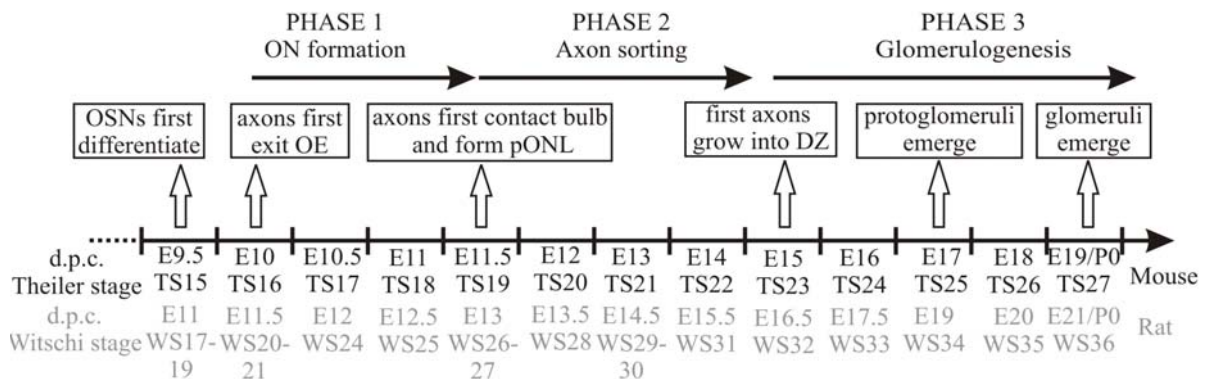 PHASE 1 PHASE 2 PHASE 3
ON formation Axon sorting Glomerulogenesis
OSNs first
differentiate
axons first
exit OE
axons first contact bulb
and form pONL
first axons
grow into DZ
protoglomeruli
emerge
glomeruli
emerge
d.p.c. E9.5 E10 E10.5 E11 E11.5 E12 E13 E14 E15 E16 E17 E18 E19/P0
Theiler stage TS15 TS16 TS17 TS18 TS19 TS20 TS21 TS22 TS23 TS24 TS25 TS26 TS27 Mouse
d.p.c. E11 E11.5 E12 E12.5 E13 E13.5 E14.5 E15.5 E16.5 E17.5 E19 E20 E21/P0 Rat
Witschi stage WS17- WS20- WS24 WS25 WS26- WS28 WS29- WS31 WS32 WS33 WS34 WS35 WS36
19 21 27 30